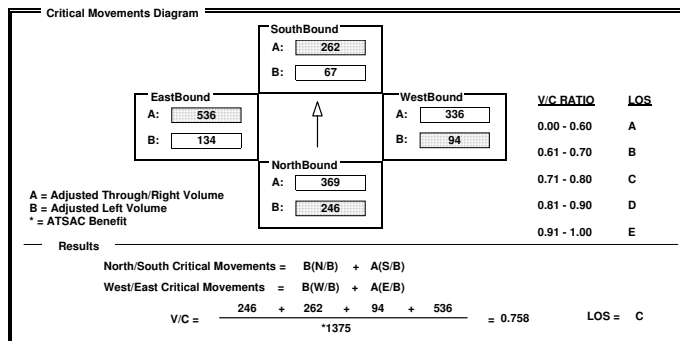 Critical Movements Diagram
SouthBound
A: 262
B: 67
EastBound
A: 536
B: 134
WestBound
A: 336
B: 94
NorthBound
A: 369
B: 246
V/C RATIO LOS
0.00 - 0.60 A
0.61 - 0.70 B
0.71 - 0.80 C
0.81 - 0.90 D
0.91 - 1.00 E
A = Adjusted Through/Right Volume
B = Adjusted Left Volume
* = ATSAC Benefit
Results
North/South Critical Movements = B(N/B) + A(S/B)
West/East Critical Movements = B(W/B) + A(E/B)
V/C = 246 + 262 + 94 + 536 = 0.758 LOS = C
*1375